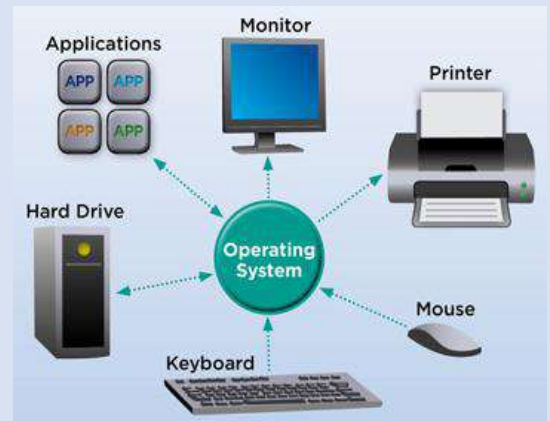 Monitor
Applications
APP APP
APP APP
Printer
Hard Drive
Operating
System
Mouse
Keyboard